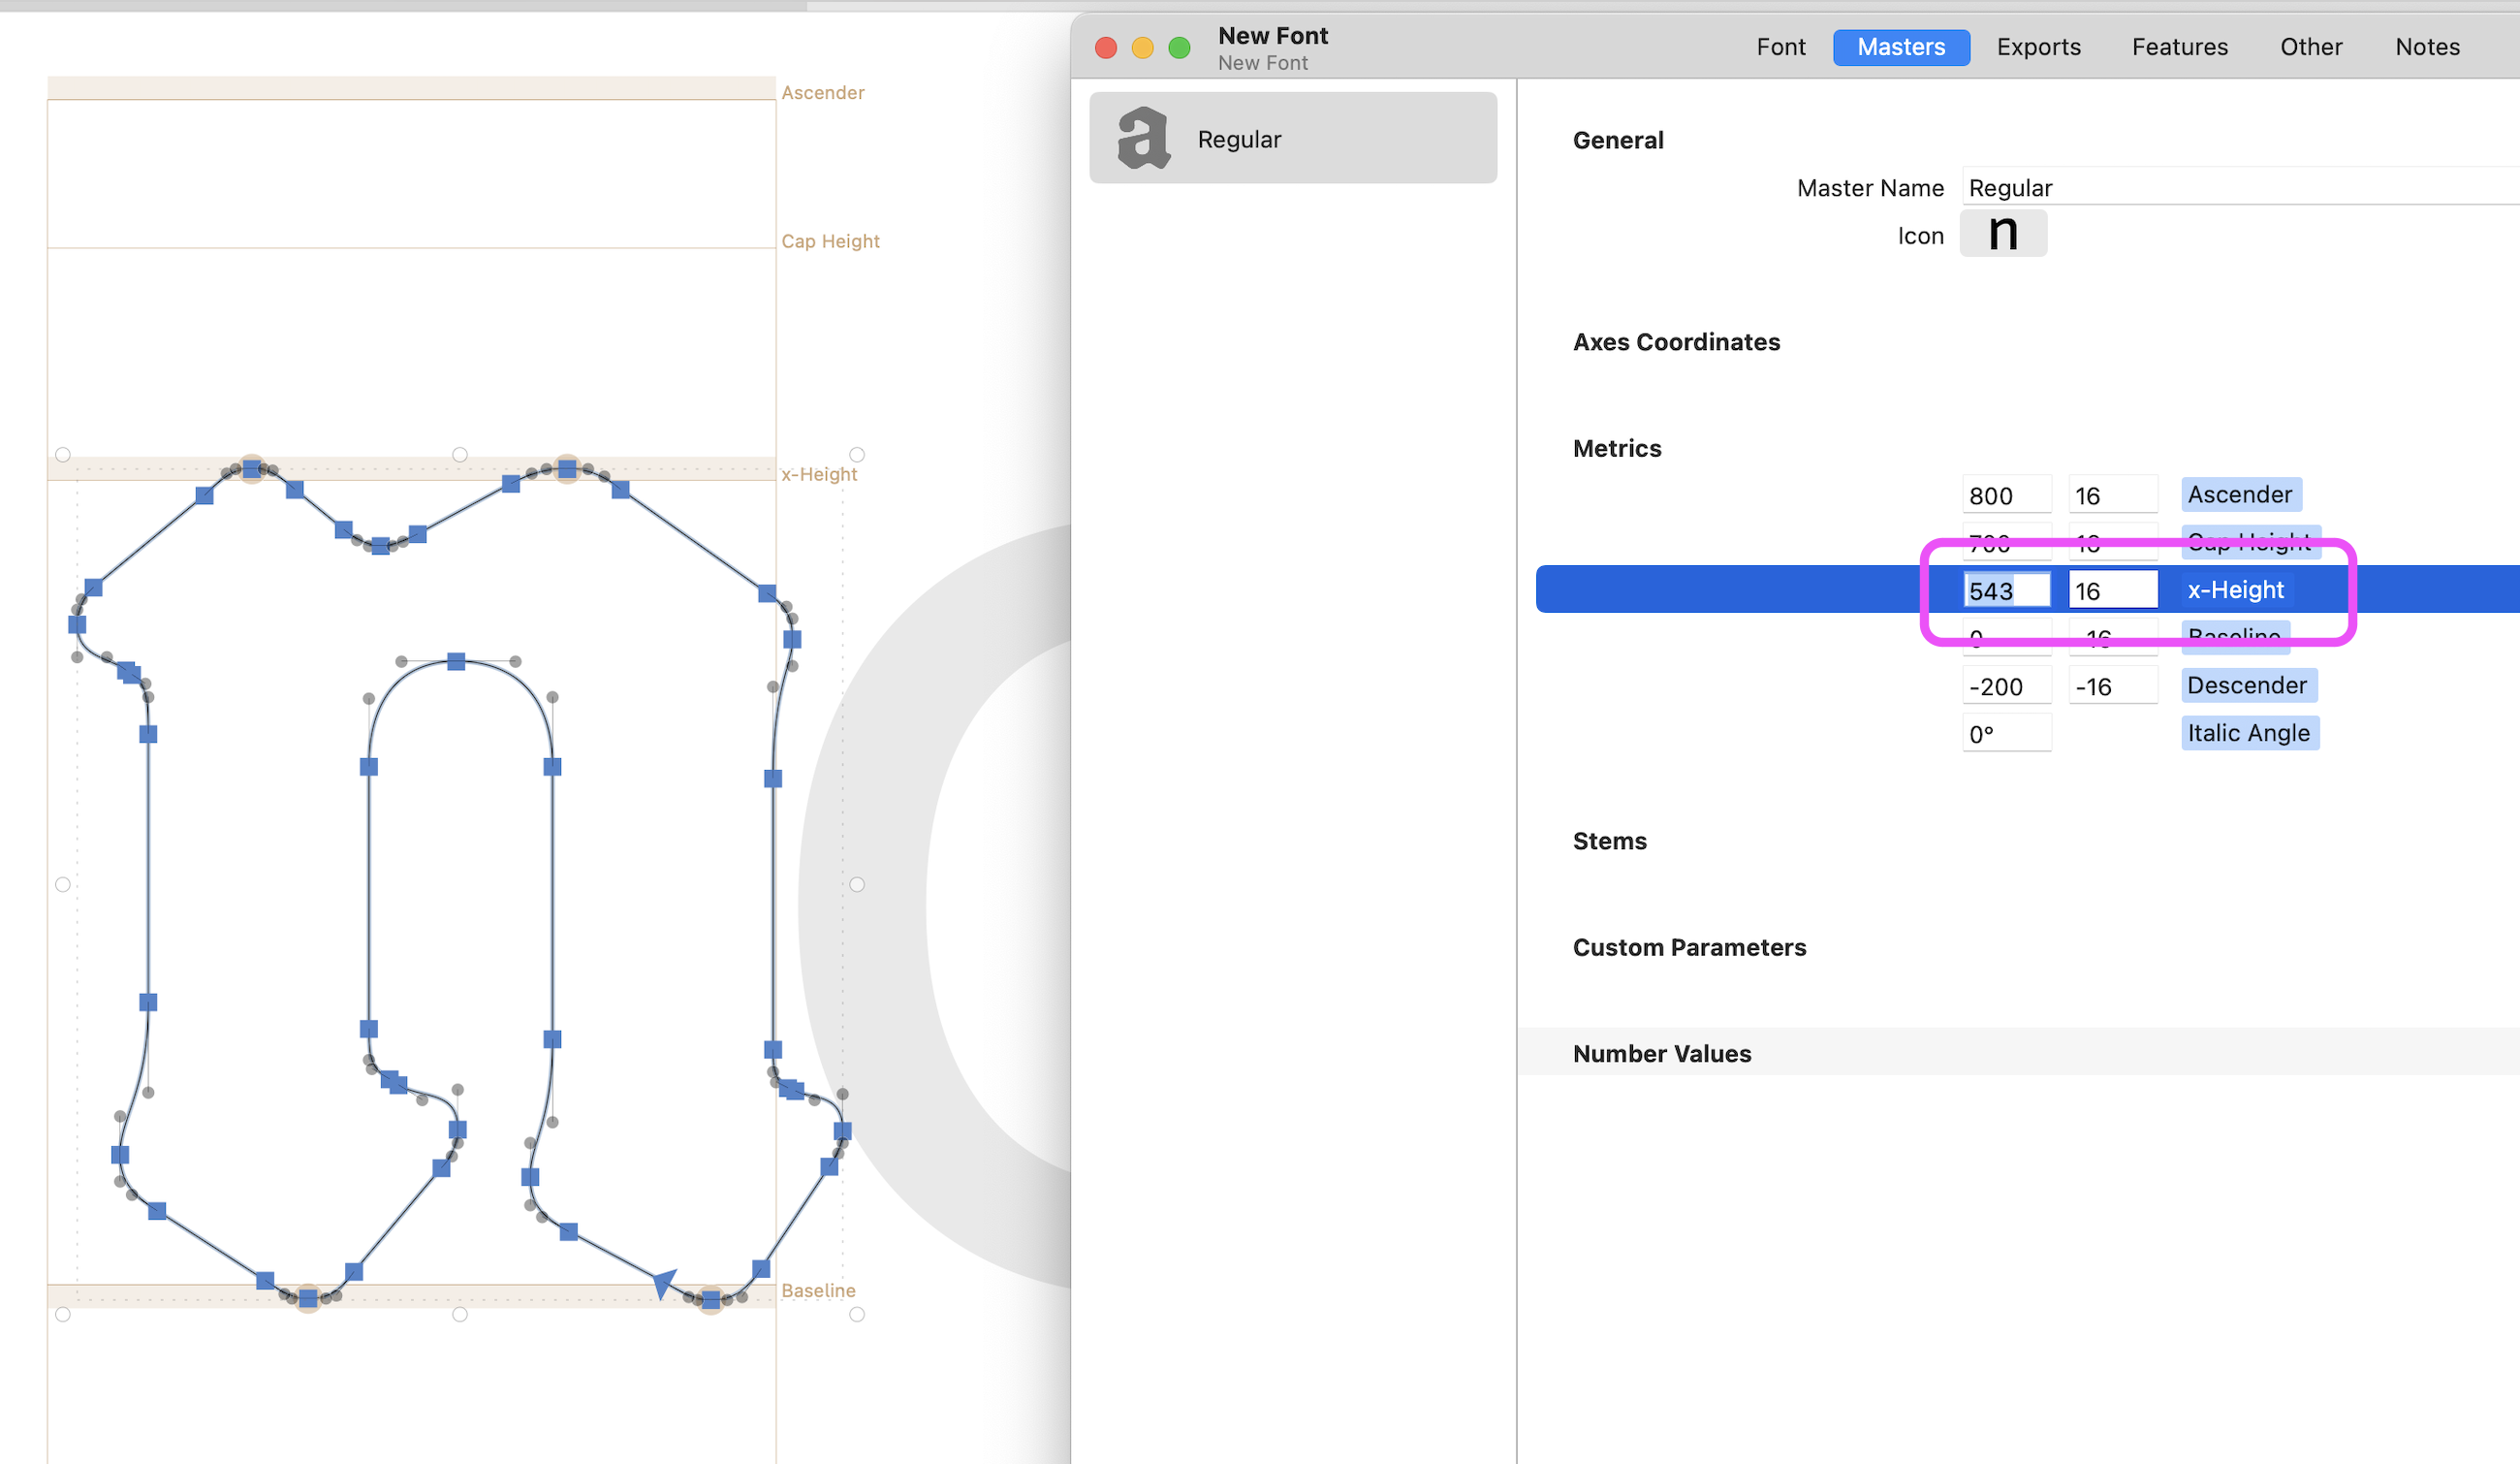 Ascender
Cap Height
x-Height
Baseline
New Font
New Font
Font Masters Exports Features Other Notes
a Regular
General
Master Name Regular
Icon n
Axes Coordinates
Metrics
800 16 Ascender
700 16 Cap Height
543 16 x-Height
0 -16 Baseline
-200 -16 Descender
0° Italic Angle
Stems
Custom Parameters
Number Values